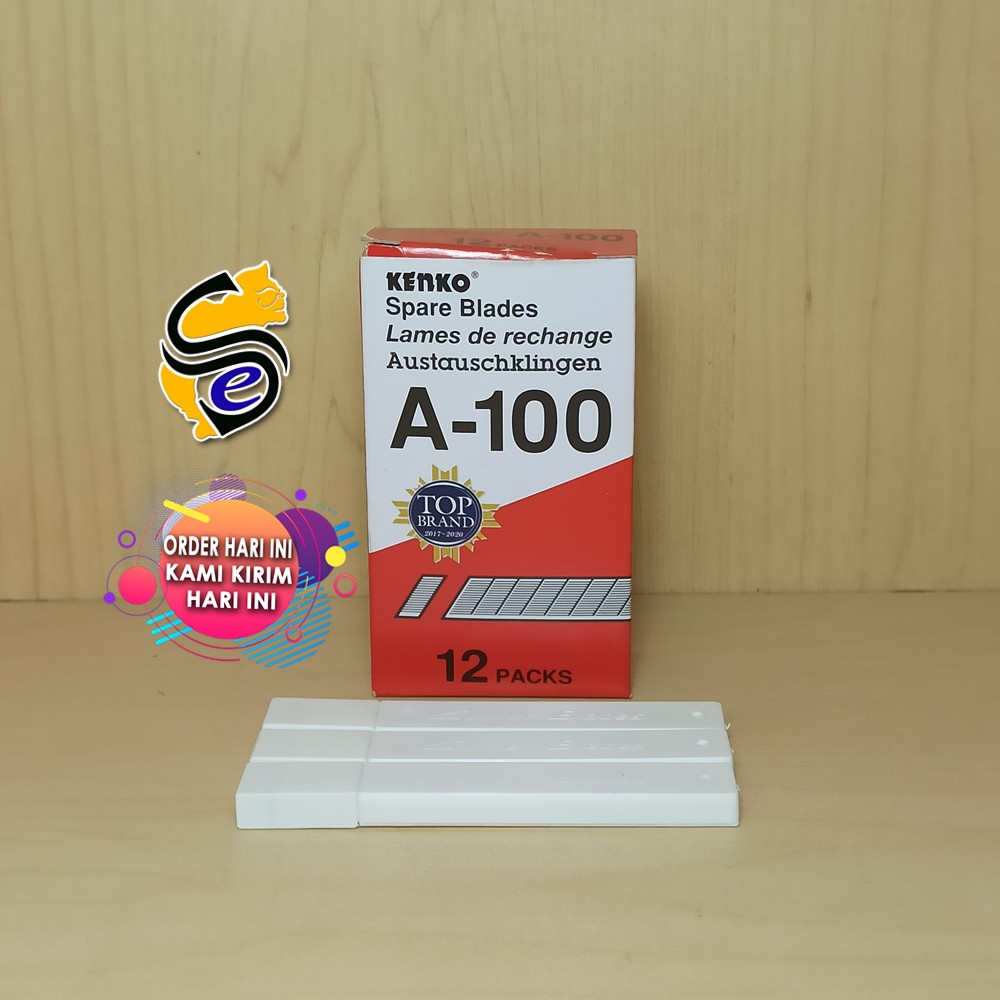 A-100
12 PACKS
KENKO®
Spare Blades
Lames de rechange
Austauschklingen
A-100
TOP
BRAND
2017~2020
12 PACKS
Se
ORDER HARI INI
KAMI KIRIM
HARI INI